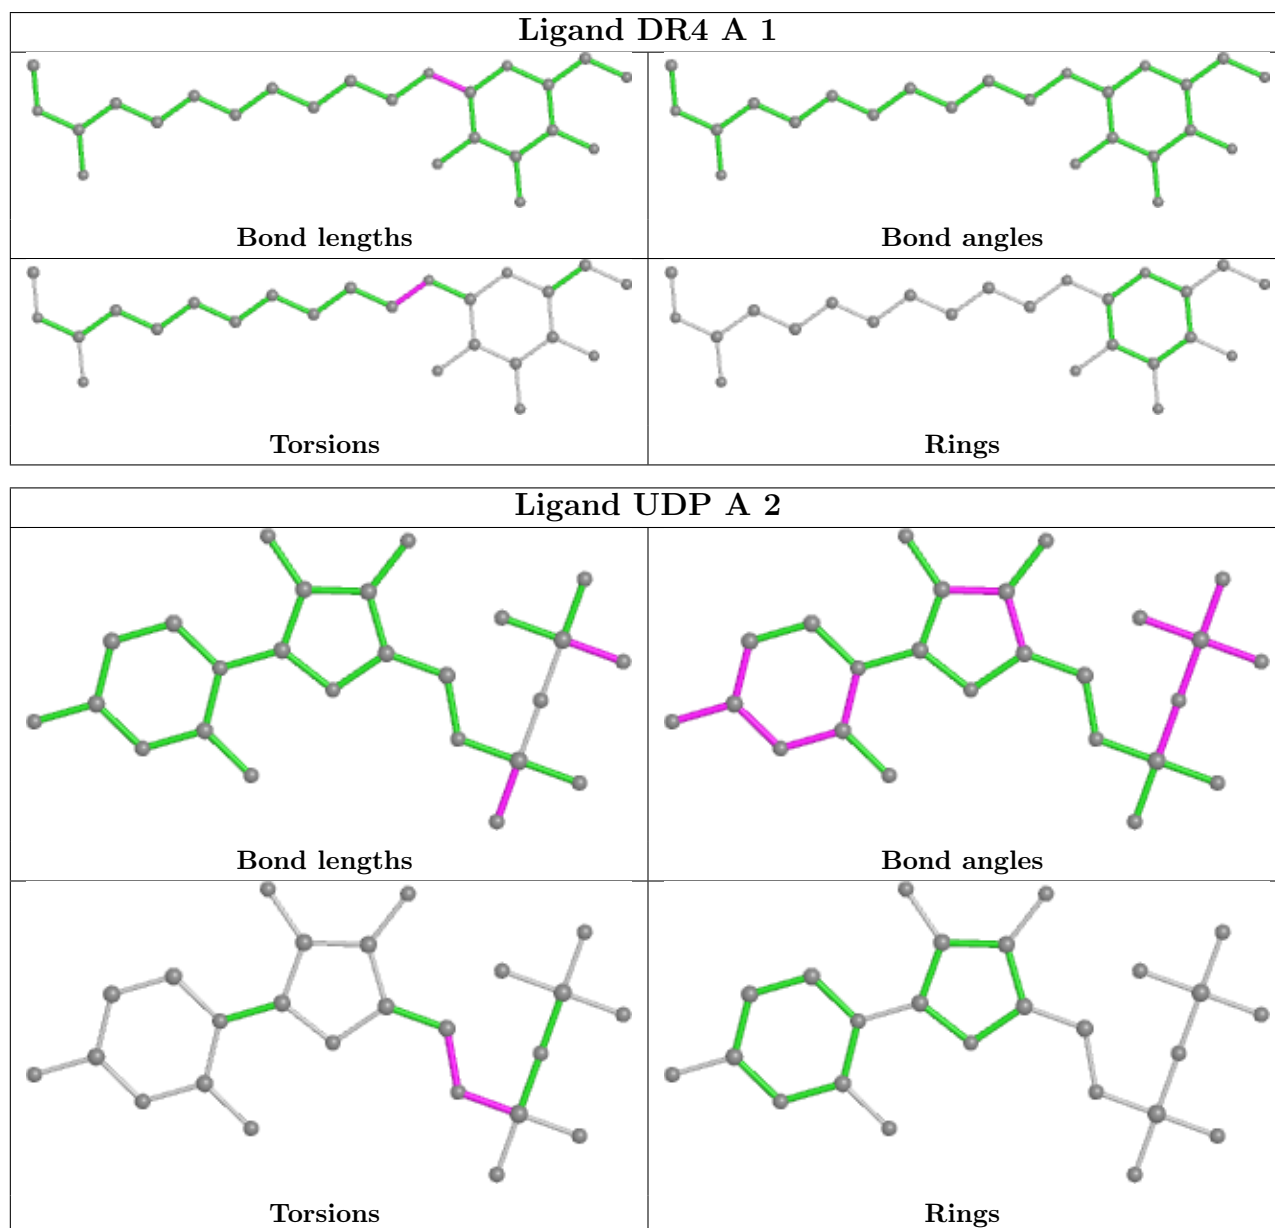 Ligand DR4 A 1
Bond lengths
Bond angles
Torsions
Rings
Ligand UDP A 2
Bond lengths
Bond angles
Torsions
Rings